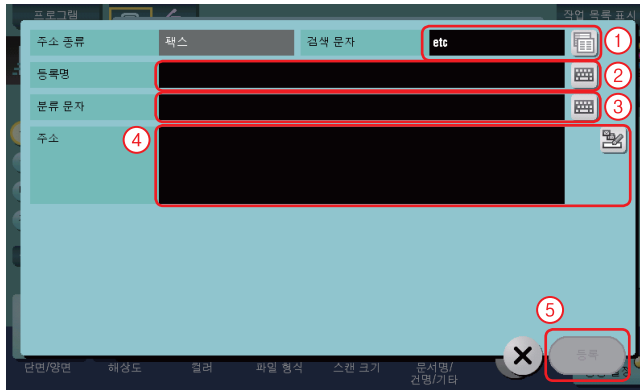 프로그램
작업 목록 표시
주소 종류 팩스 검색 문자 etc ①
등록명 ②
분류 문자 ③
주소 ④
⑤
등록
단면/양면 해상도 컬러 파일 형식 스캔 크기 문서명/
건명/기타